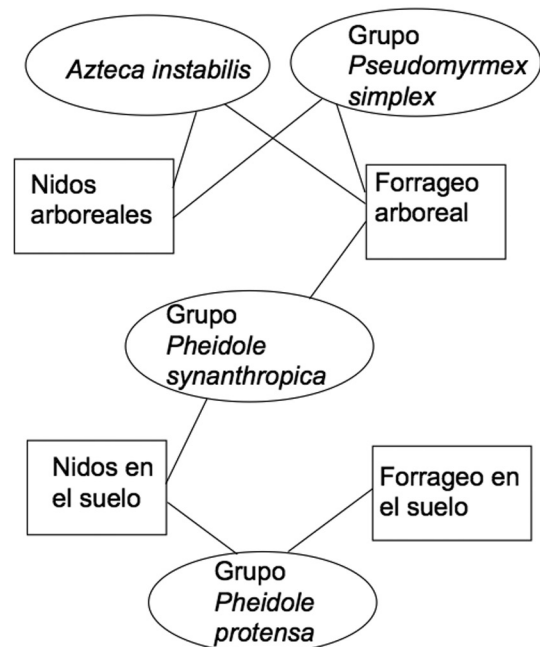 Azteca instabilis
Grupo
Pseudomyrmex
simplex
Nidos
arboreales
Forrageo
arboreal
Grupo
Pheidole
synanthropica
Nidos en
el suelo
Forrageo en
el suelo
Grupo
Pheidole
protensa